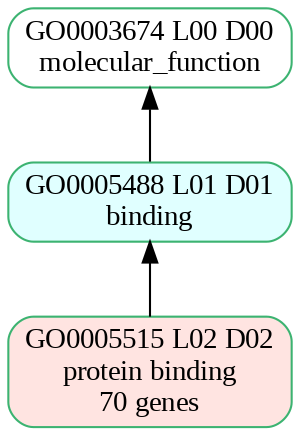 GO0003674 L00 D00
molecular_function
GO0005488 L01 D01
binding
GO0005515 L02 D02
protein binding
70 genes